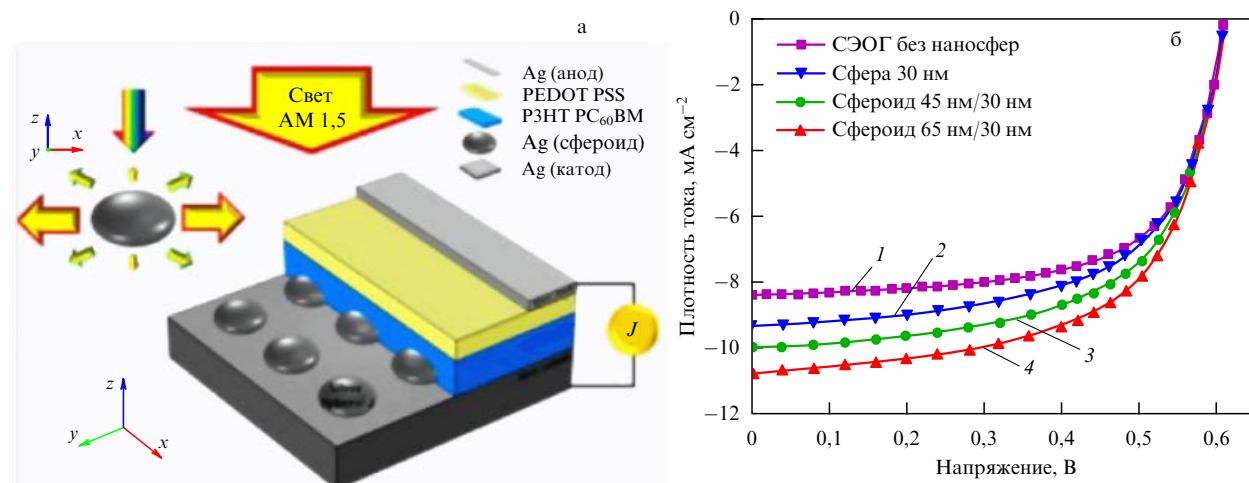 а
Свет
АМ 1,5
Ag (анод)
PEDOT PSS
P3HT PC₆₀BM
Ag (сфероид)
Ag (катод)
z
x
y
J
z
y
x
б
СЭОГ без наносфер
Сфера 30 нм
Сфероид 45 нм/30 нм
Сфероид 65 нм/30 нм
1
2
3
4
Плотность тока, мА см⁻²
0
−2
−4
−6
−8
−10
−12
0
0,1
0,2
0,3
0,4
0,5
0,6
Напряжение, В